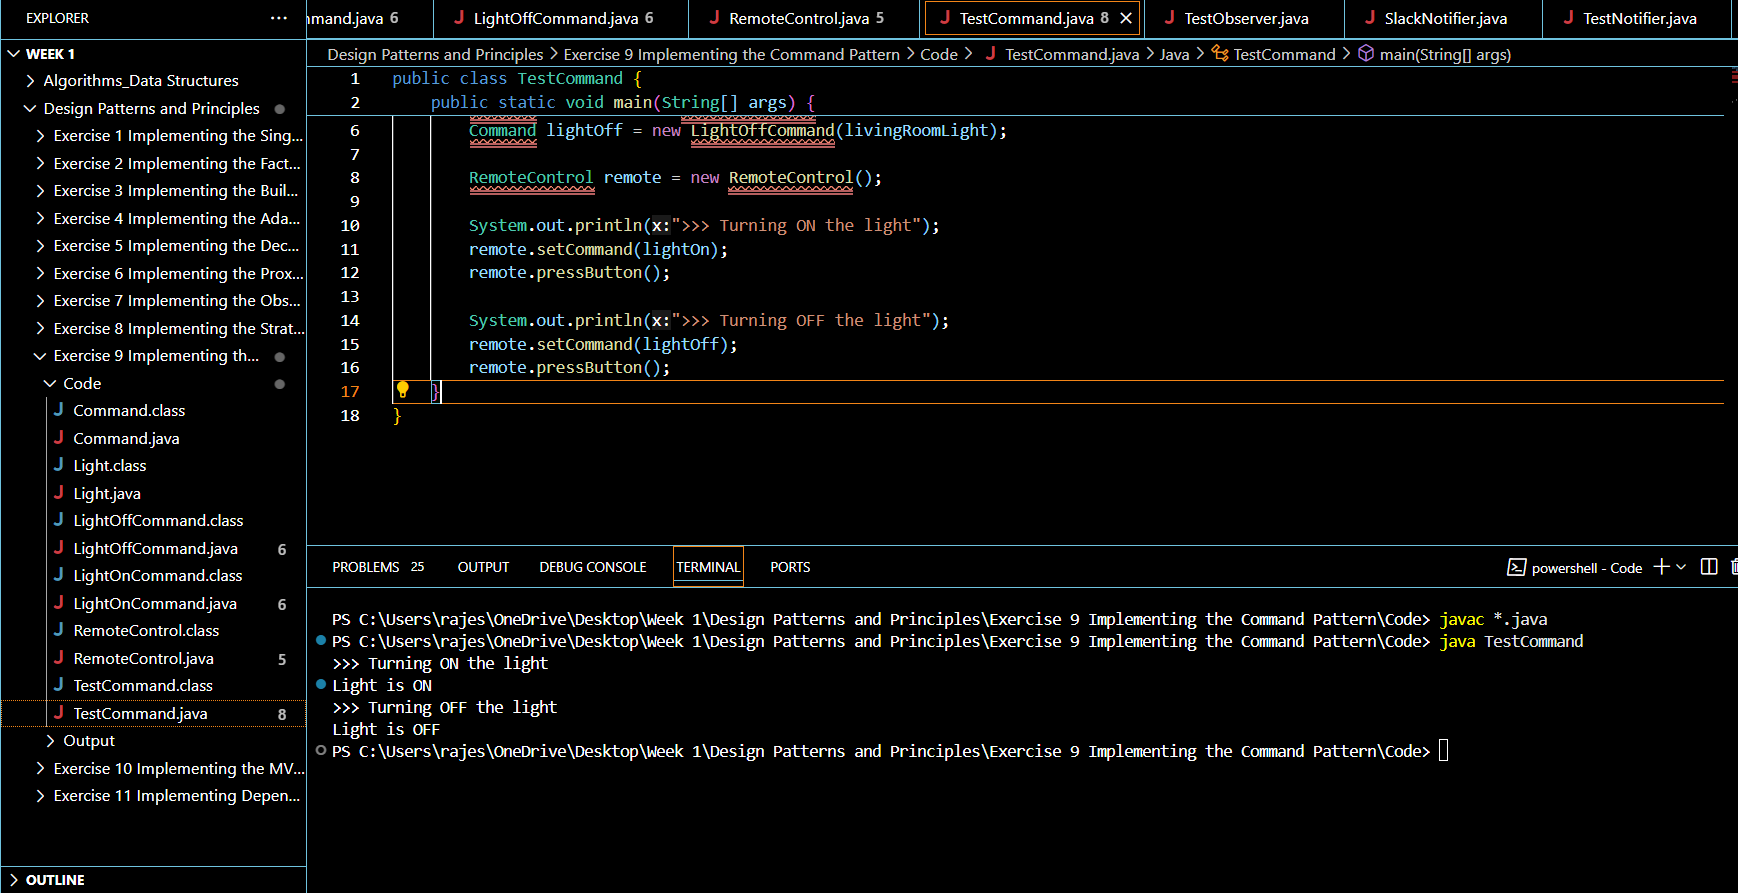 EXPLORER ...
WEEK 1
Algorithms_Data Structures
Design Patterns and Principles
Exercise 1 Implementing the Sing...
Exercise 2 Implementing the Fact...
Exercise 3 Implementing the Buil...
Exercise 4 Implementing the Ada...
Exercise 5 Implementing the Dec...
Exercise 6 Implementing the Prox...
Exercise 7 Implementing the Obs...
Exercise 8 Implementing the Strat...
Exercise 9 Implementing th...
Code
J Command.class
J Command.java
J Light.class
J Light.java
J LightOffCommand.class
J LightOffCommand.java 6
J LightOnCommand.class
J LightOnCommand.java 6
J RemoteControl.class
J RemoteControl.java 5
J TestCommand.class
J TestCommand.java 8
Output
Exercise 10 Implementing the MV...
Exercise 11 Implementing Depen...
OUTLINE
mmand.java 6 J LightOffCommand.java 6 J RemoteControl.java 5 J TestCommand.java 8 J TestObserver.java J SlackNotifier.java J TestNotifier.java
Design Patterns and Principles > Exercise 9 Implementing the Command Pattern > Code > J TestCommand.java > Java > TestCommand > main(String[] args)
1 public class TestCommand {
2 public static void main(String[] args) {
6 Command lightOff = new LightOffCommand(livingRoomLight);
7
8 RemoteControl remote = new RemoteControl();
9
10 System.out.println(x:">>> Turning ON the light");
11 remote.setCommand(lightOn);
12 remote.pressButton();
13
14 System.out.println(x:">>> Turning OFF the light");
15 remote.setCommand(lightOff);
16 remote.pressButton();
17 }
18 }
PROBLEMS 25 OUTPUT DEBUG CONSOLE TERMINAL PORTS powershell - Code
PS C:\Users\rajes\OneDrive\Desktop\Week 1\Design Patterns and Principles\Exercise 9 Implementing the Command Pattern\Code> javac *.java
PS C:\Users\rajes\OneDrive\Desktop\Week 1\Design Patterns and Principles\Exercise 9 Implementing the Command Pattern\Code> java TestCommand
>>> Turning ON the light
Light is ON
>>> Turning OFF the light
Light is OFF
PS C:\Users\rajes\OneDrive\Desktop\Week 1\Design Patterns and Principles\Exercise 9 Implementing the Command Pattern\Code>